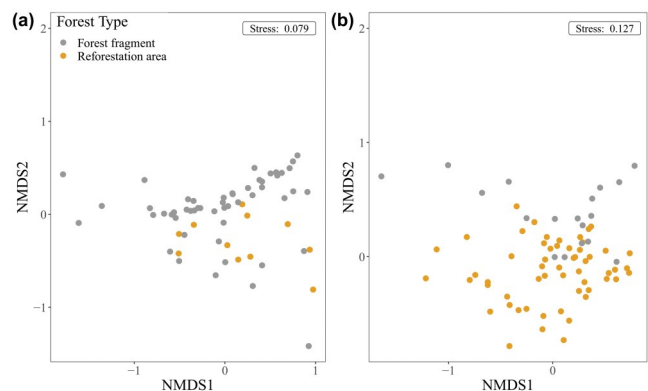 (a) Forest Type
Forest fragment
Reforestation area
Stress: 0.079
2
1
0
−1
−1
0
1
NMDS1
NMDS2
(b)
Stress: 0.127
2
1
0
−1
0
NMDS1
NMDS2